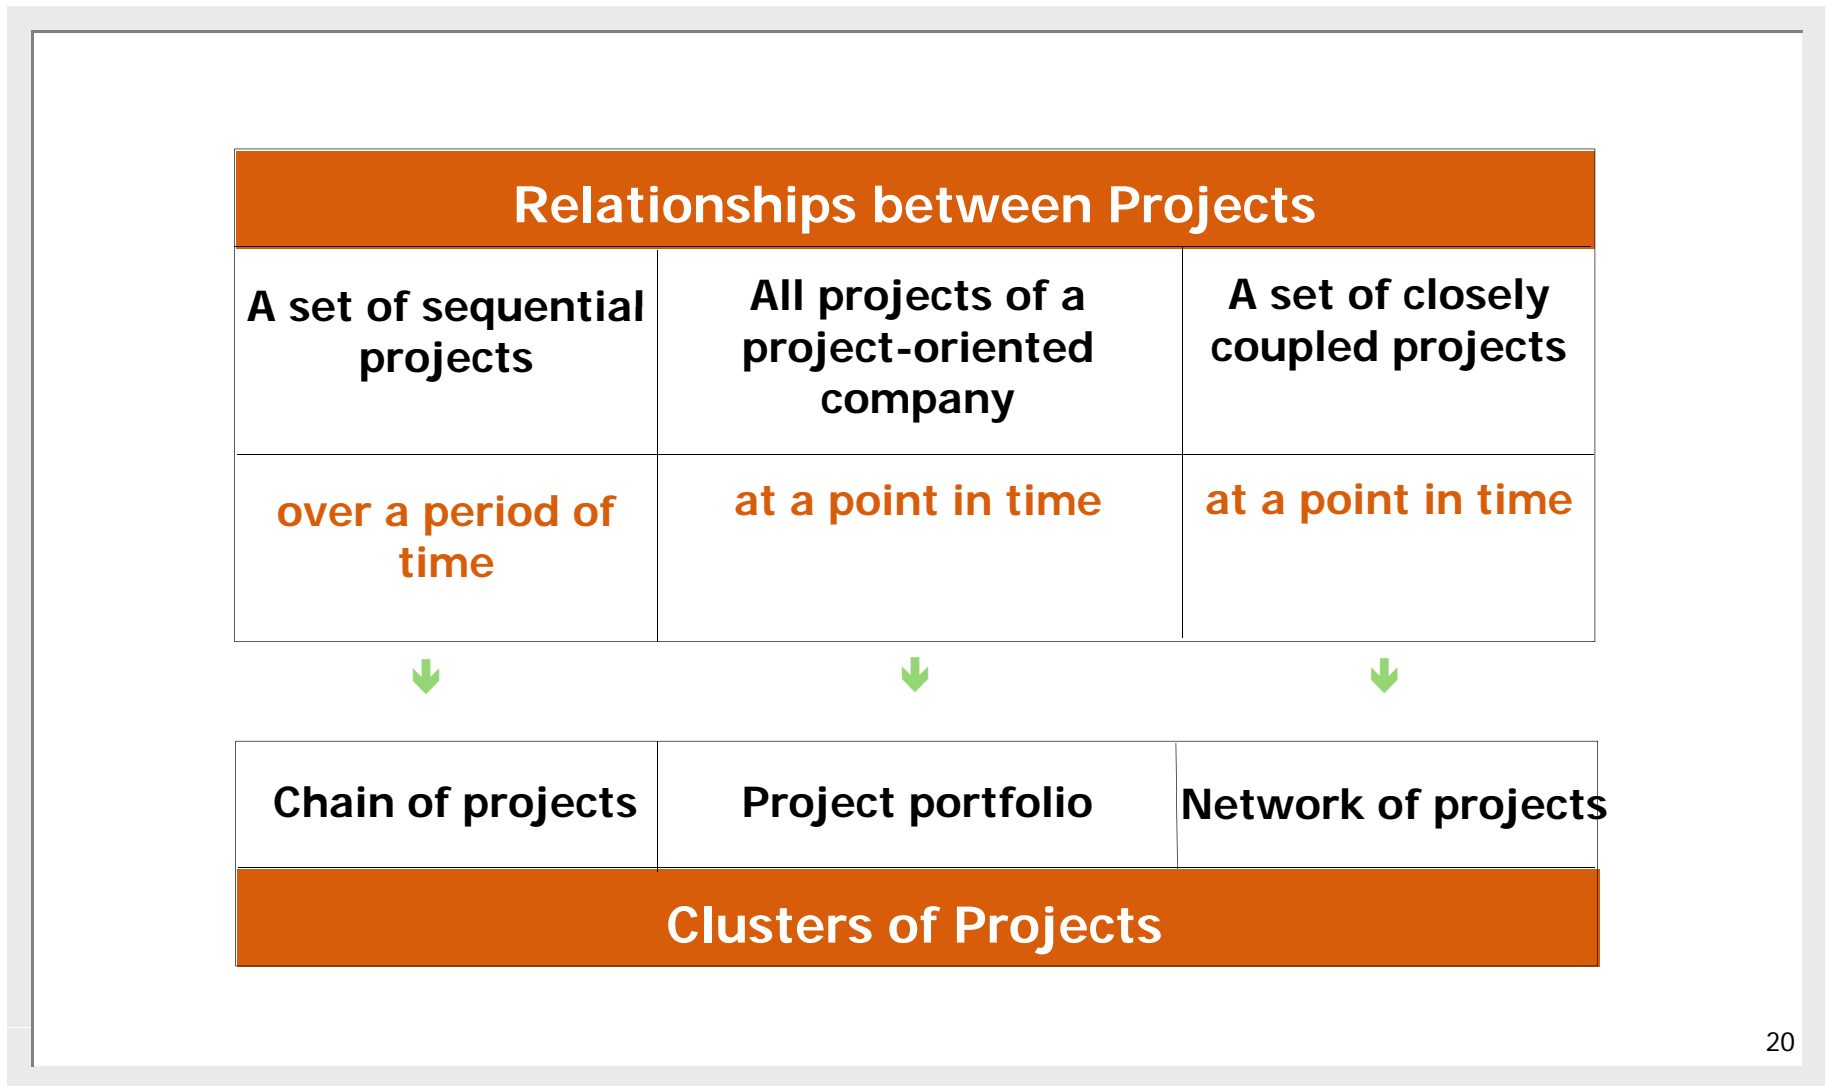 Relationships between Projects
A set of sequential
projects
All projects of a
project-oriented
company
A set of closely
coupled projects
over a period of
time
at a point in time
at a point in time
Chain of projects
Project portfolio
Network of projects
Clusters of Projects
20